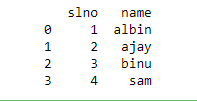 slno name
0 1 albin
1 2 ajay
2 3 binu
3 4 sam